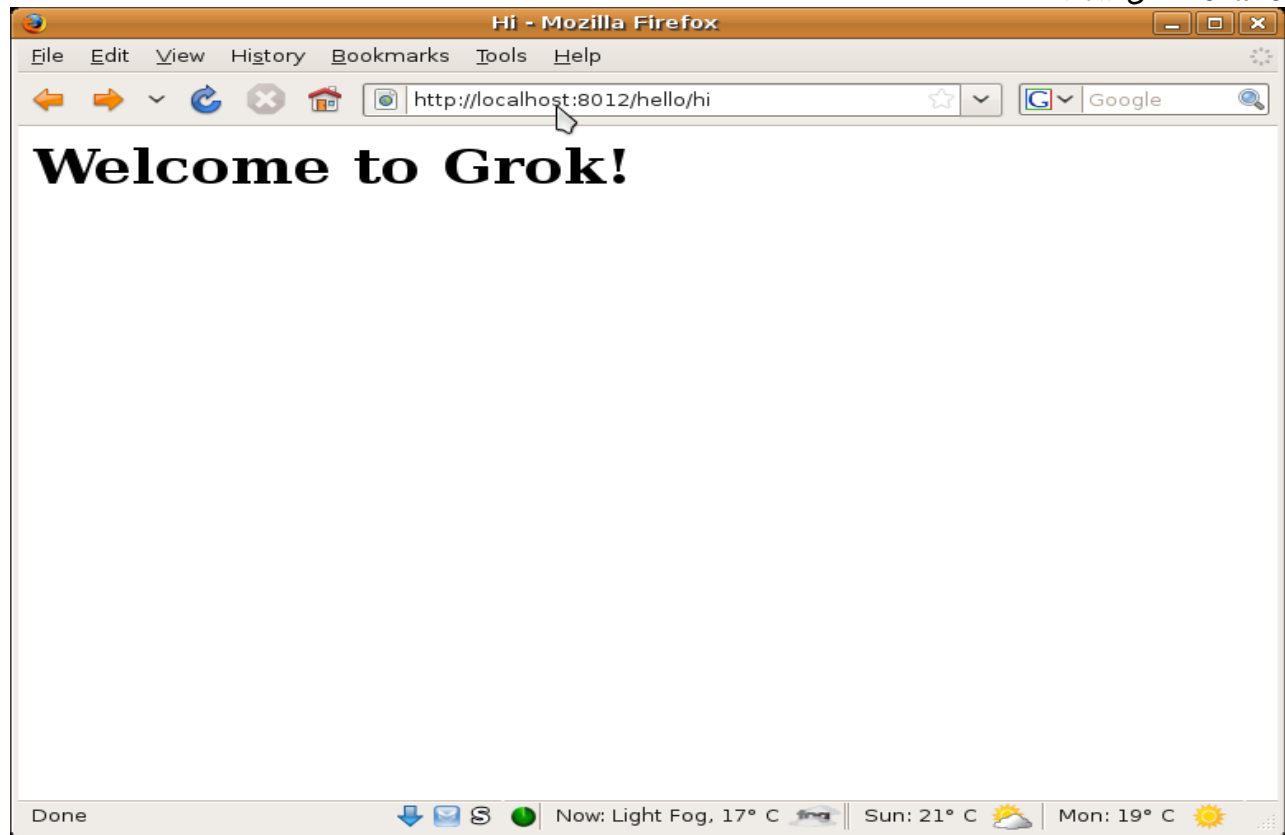 Hi - Mozilla Firefox
File Edit View History Bookmarks Tools Help
http://localhost:8012/hello/hi G Google
Welcome to Grok!
Done S Now: Light Fog, 17° C fog Sun: 21° C Mon: 19° C